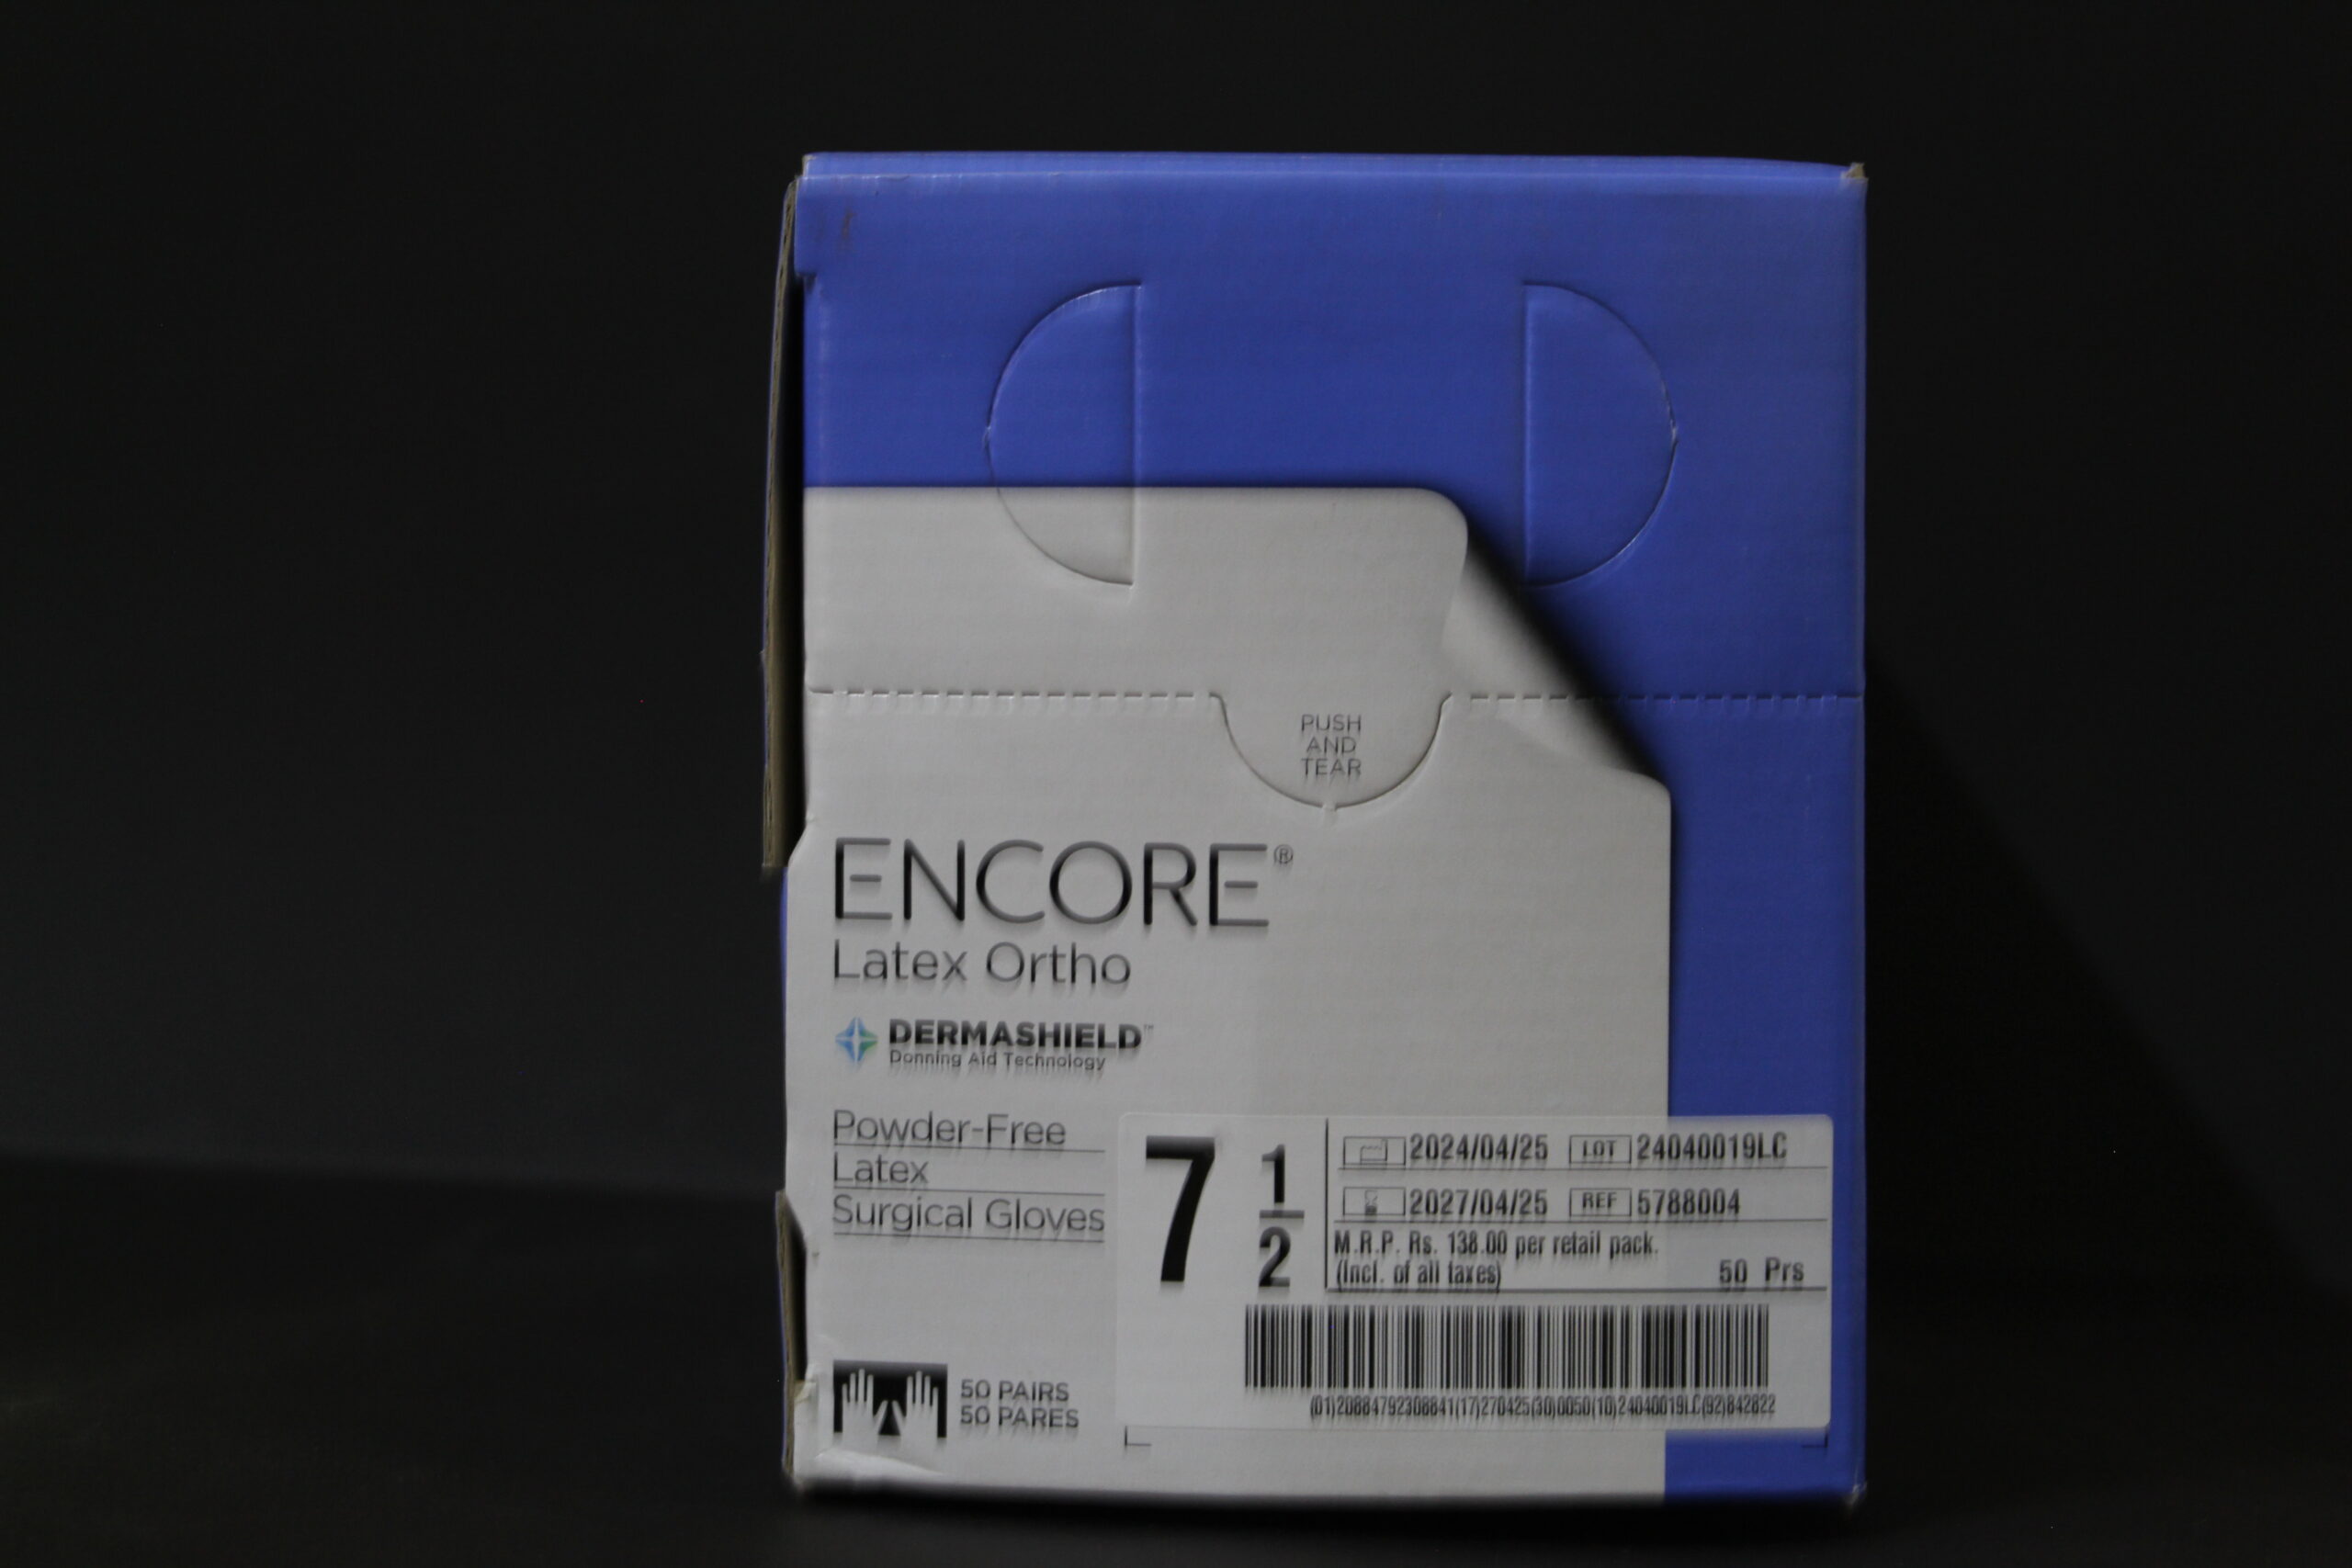 PUSH
AND
TEAR
ENCORE®
Latex Ortho
DERMASHIELD™
Donning Aid Technology
Powder-Free
Latex
Surgical Gloves
7 1/2
2024/04/25 LOT 24040019LC
2027/04/25 REF 5788004
M.R.P. Rs. 138.00 per retail pack.
(Incl. of all taxes) 50 Prs
(01)20884792308841(17)270425(30)0050(10)24040019LC(92)842822
50 PAIRS
50 PARES